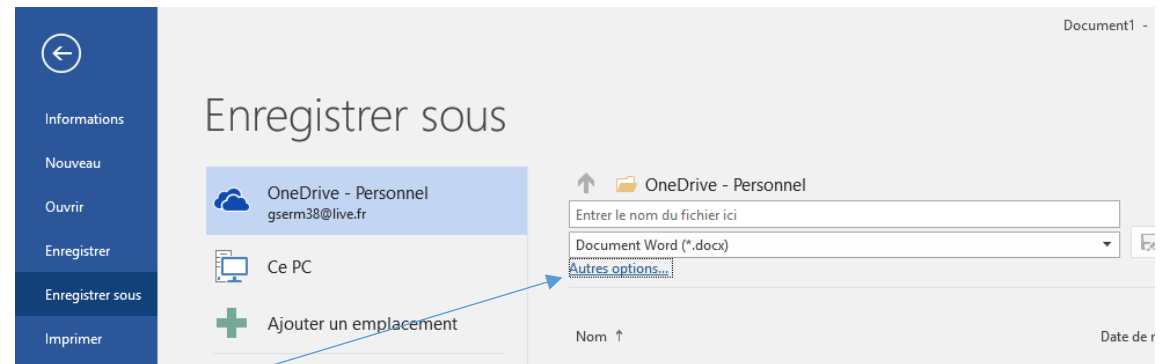 Document1 -
Informations
Nouveau
Ouvrir
Enregistrer
Enregistrer sous
Imprimer
Enregistrer sous
OneDrive - Personnel
gserm38@live.fr
Ce PC
Ajouter un emplacement
OneDrive - Personnel
Entrer le nom du fichier ici
Document Word (*.docx)
Autres options...
Nom ↑
Date de